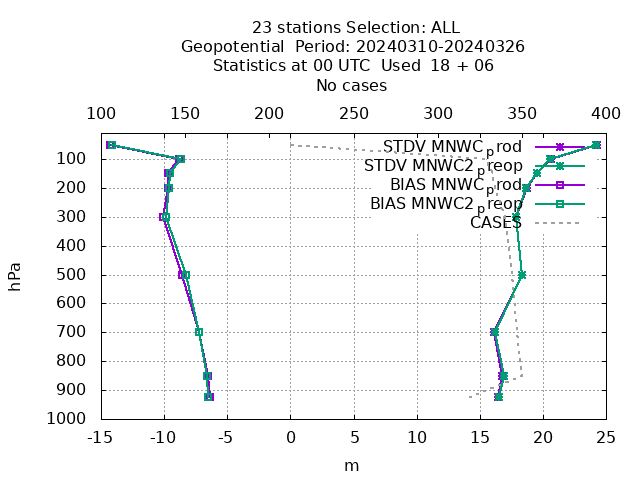 23 stations Selection: ALL
Geopotential  Period: 20240310-20240326
Statistics at 00 UTC  Used  18 + 06
No cases
100 150 200 250 300 350 400
STDV MNWC_prod
STDV MNWC2_preop
BIAS MNWC_prod
BIAS MNWC2_preop
CASES
100
200
300
400
500
600
700
800
900
1000
hPa
-15 -10 -5 0 5 10 15 20 25
m